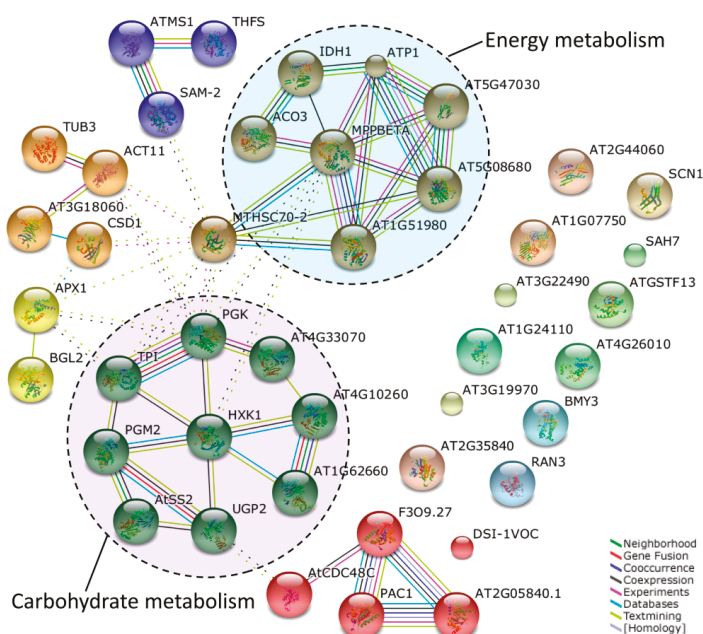 ATMS1
THFS
IDH1
ATP1
Energy metabolism
SAM-2
AT5G47030
ACO3
MPPBETA
TUB3
ACT11
AT5G08680
AT2G44060
SCN1
AT3G18060
CSD1
MTHSC70-2
AT1G51980
AT1G07750
SAH7
APX1
AT3G22490
ATGSTF13
PGK
AT4G33070
AT1G24110
AT4G26010
BGL2
TPI
AT4G10260
AT3G19970
BMY3
PGM2
HXK1
AT2G35840
RAN3
AT1G62660
AtSS2
UGP2
F3O9.27
DSI-1VOC
AtCDC48C
PAC1
AT2G05840.1
Carbohydrate metabolism
Neighborhood
Gene Fusion
Cooccurrence
Coexpression
Experiments
Databases
Textmining
[Homology]